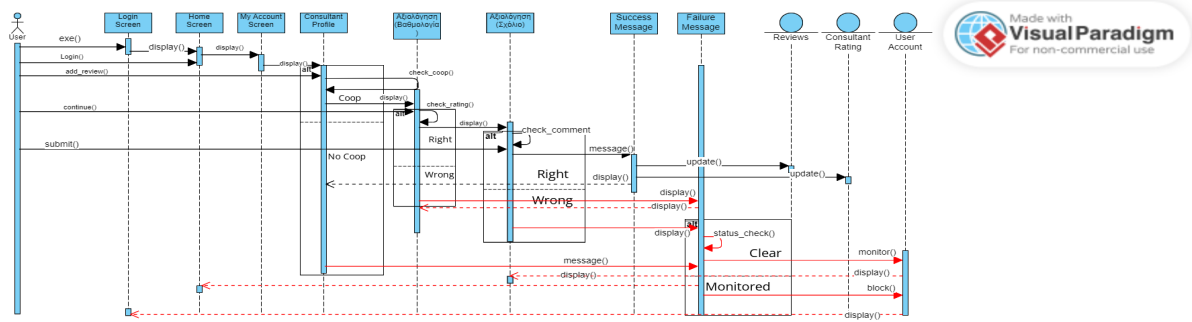 Login
Screen
Home
Screen
My Account
Screen
Consultant
Profile
Αξιολόγηση
(Βαθμολογία
)
Αξιολόγηση
(Σχόλιο)
Success
Message
Failure
Message
Reviews
Consultant
Rating
User
Account
Made with
Visual Paradigm
For non-commercial use
User
exe()
display()
display()
Login()
display()
alt
add_review()
check_coop()
Coop
display()
continue()
alt
check_rating()
display()
alt
check_comment
Right
submit()
message()
No Coop
update()
Wrong
Right
display()
update()
Wrong
display()
display()
alt
display()
status_check()
Clear
monitor()
message()
display()
display()
Monitored
block()
display()